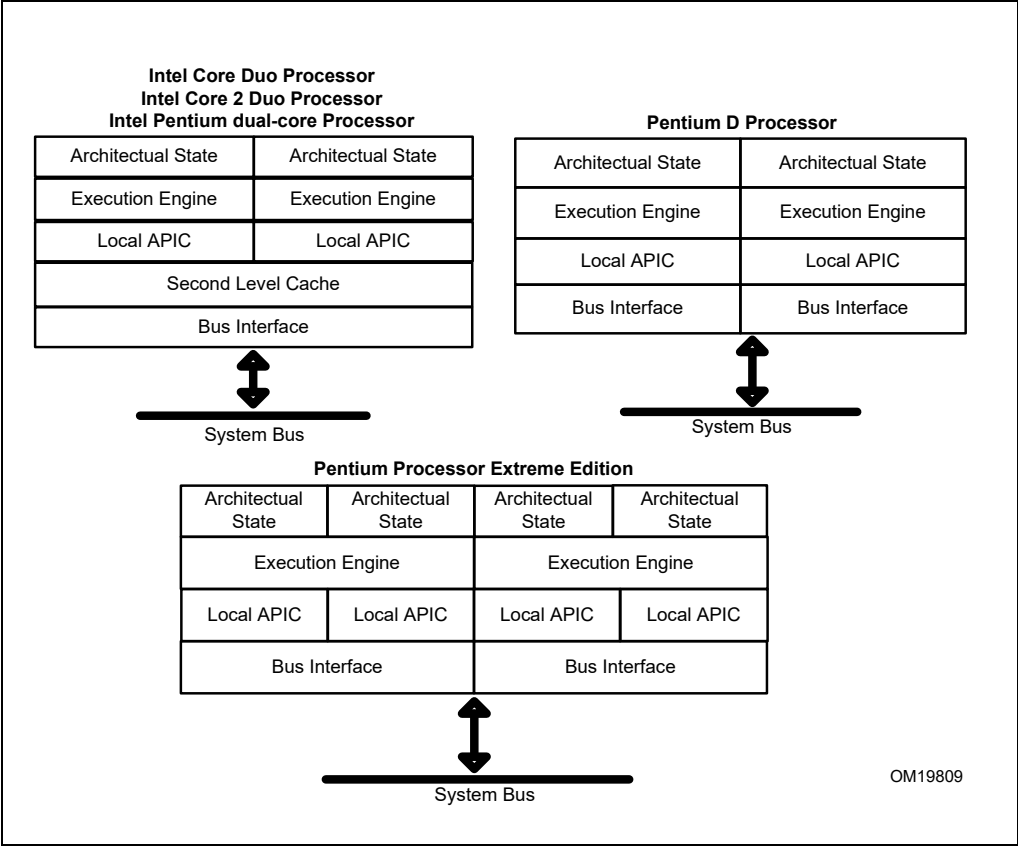 Intel Core Duo Processor
Intel Core 2 Duo Processor
Intel Pentium dual-core Processor
Architectual State
Architectual State
Execution Engine
Execution Engine
Local APIC
Local APIC
Second Level Cache
Bus Interface
System Bus
Pentium D Processor
Architectual State
Architectual State
Execution Engine
Execution Engine
Local APIC
Local APIC
Bus Interface
Bus Interface
System Bus
Pentium Processor Extreme Edition
Architectual
State
Architectual
State
Architectual
State
Architectual
State
Execution Engine
Execution Engine
Local APIC
Local APIC
Local APIC
Local APIC
Bus Interface
Bus Interface
System Bus
OM19809